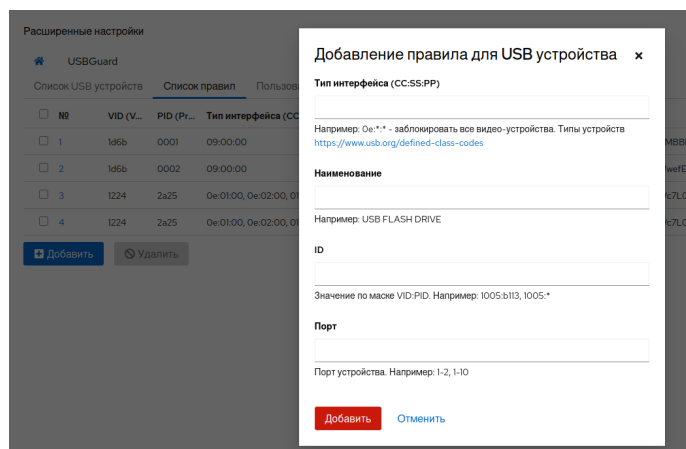 Расширенные настройки
USBGuard
Список USB устройств Список правил Пользова
№ VID (V... PID (Pr... Тип интерфейса (CC
1 1d6b 0001 09:00:00
2 1d6b 0002 09:00:00
3 1224 2a25 0e:01:00, 0e:02:00, 01
4 1224 2a25 0e:01:00, 0e:02:00, 01
Добавить Удалить
Добавление правила для USB устройства ×
Тип интерфейса (CC:SS:PP)
Например: 0e:*:* - заблокировать все видео-устройства. Типы устройств
https://www.usb.org/defined-class-codes
Наименование
Например: USB FLASH DRIVE
ID
Значение по маске VID:PID. Например: 1005:b113, 1005:*
Порт
Порт устройства. Например: 1-2, 1-10
Добавить Отменить